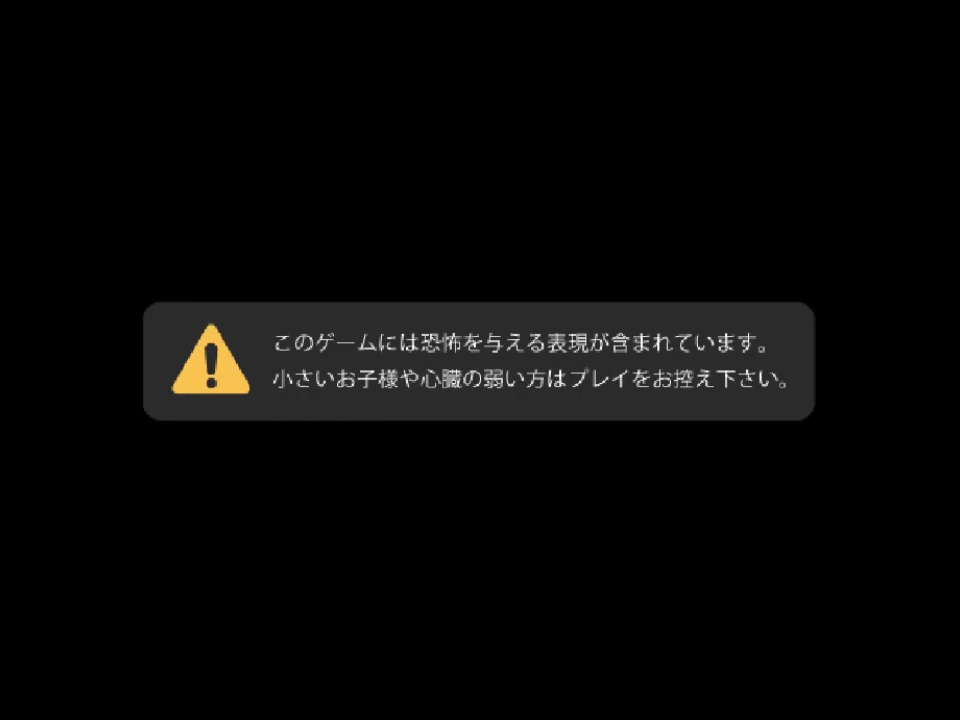 このゲームには恐怖を与える表現が含まれています。
小さいお子様や心臓の弱い方はプレイをお控え下さい。